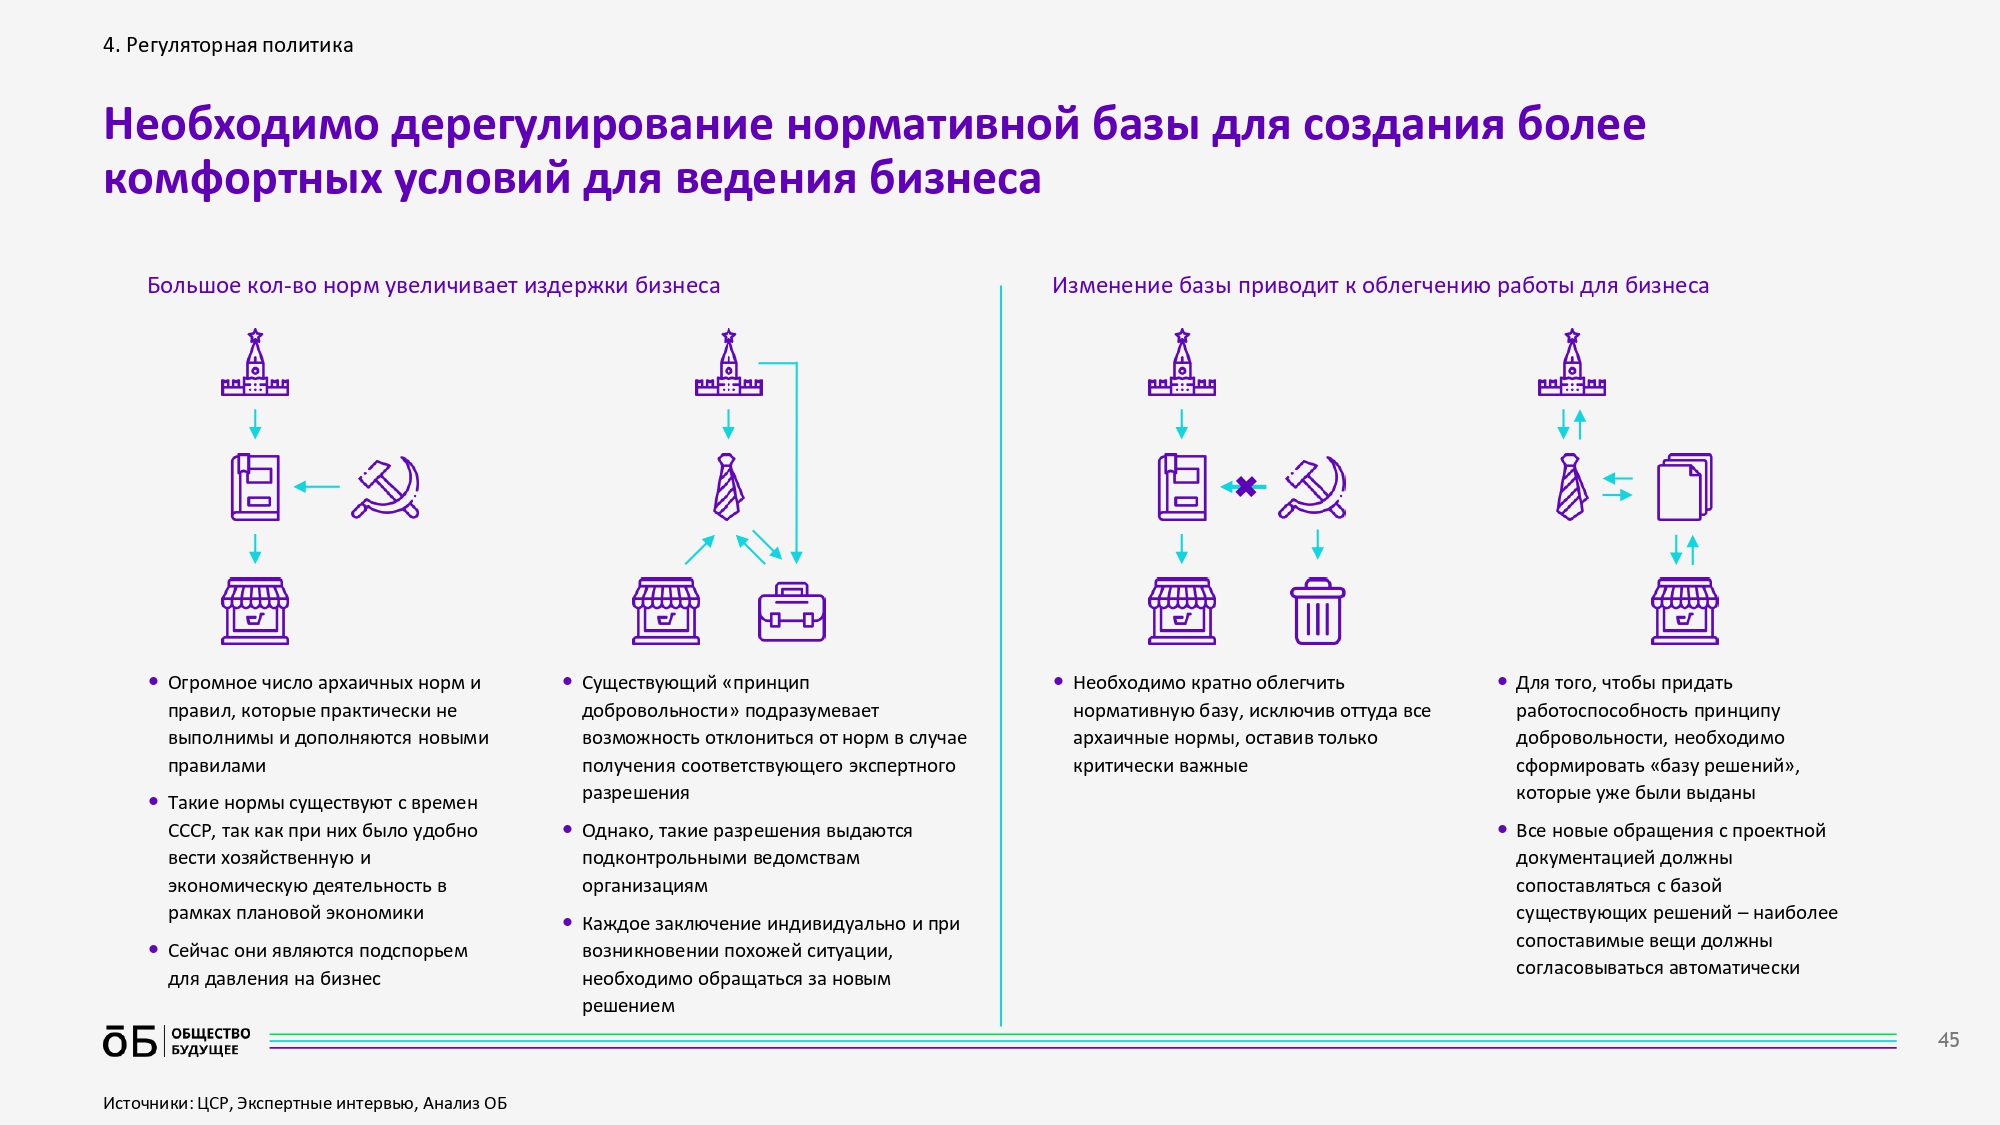 4. Регуляторная политика
Необходимо дерегулирование нормативной базы для создания более
комфортных условий для ведения бизнеса
Большое кол-во норм увеличивает издержки бизнеса
Огромное число архаичных норм и
правил, которые практически не
выполнимы и дополняются новыми
правилами
Такие нормы существуют с времен
СССР, так как при них было удобно
вести хозяйственную и
экономическую деятельность в
рамках плановой экономики
Сейчас они являются подспорьем
для давления на бизнес
Существующий «принцип
добровольности» подразумевает
возможность отклониться от норм в случае
получения соответствующего экспертного
разрешения
Однако, такие разрешения выдаются
подконтрольными ведомствам
организациям
Каждое заключение индивидуально и при
возникновении похожей ситуации,
необходимо обращаться за новым
решением
Изменение базы приводит к облегчению работы для бизнеса
Необходимо кратно облегчить
нормативную базу, исключив оттуда все
архаичные нормы, оставив только
критически важные
Для того, чтобы придать
работоспособность принципу
добровольности, необходимо
сформировать «базу решений»,
которые уже были выданы
Все новые обращения с проектной
документацией должны
сопоставляться с базой
существующих решений – наиболее
сопоставимые вещи должны
согласовываться автоматически
ОБ
ОБЩЕСТВО
БУДУЩЕЕ
45
Источники: ЦСР, Экспертные интервью, Анализ ОБ